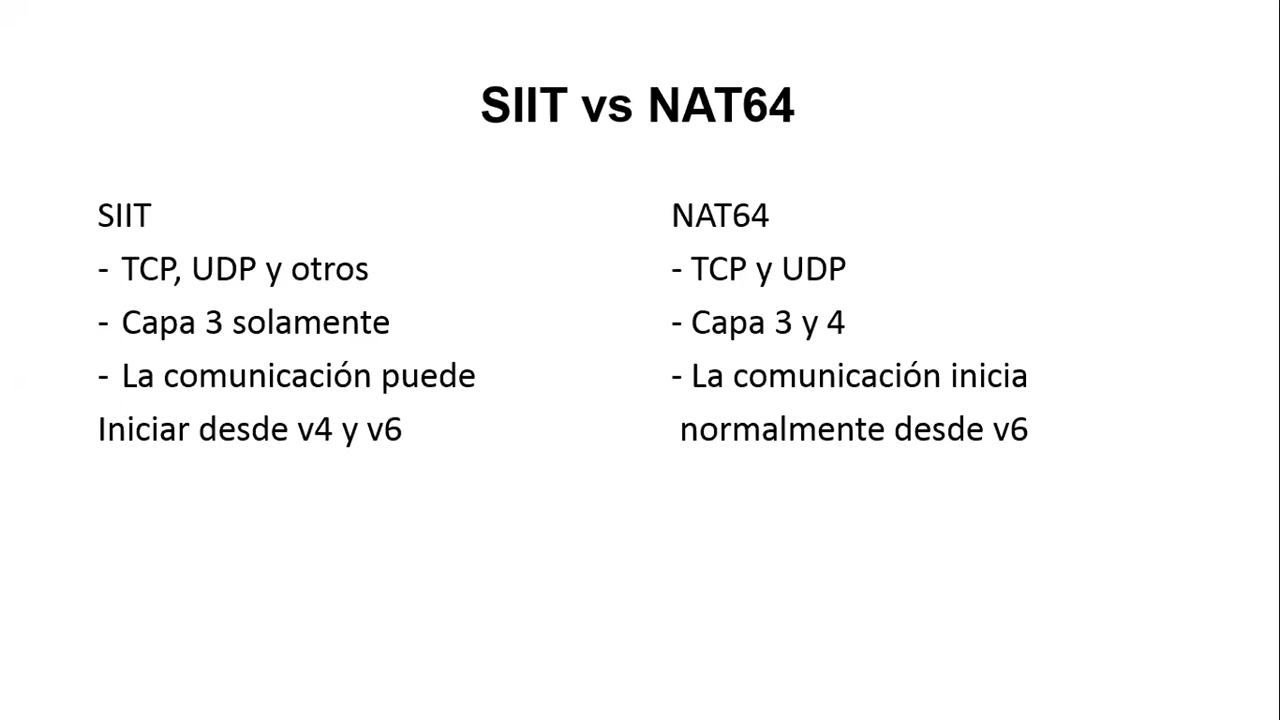 SIIT vs NAT64
SIIT
- TCP, UDP y otros
- Capa 3 solamente
- La comunicación puede
Iniciar desde v4 y v6
NAT64
- TCP y UDP
- Capa 3 y 4
- La comunicación inicia
normalmente desde v6